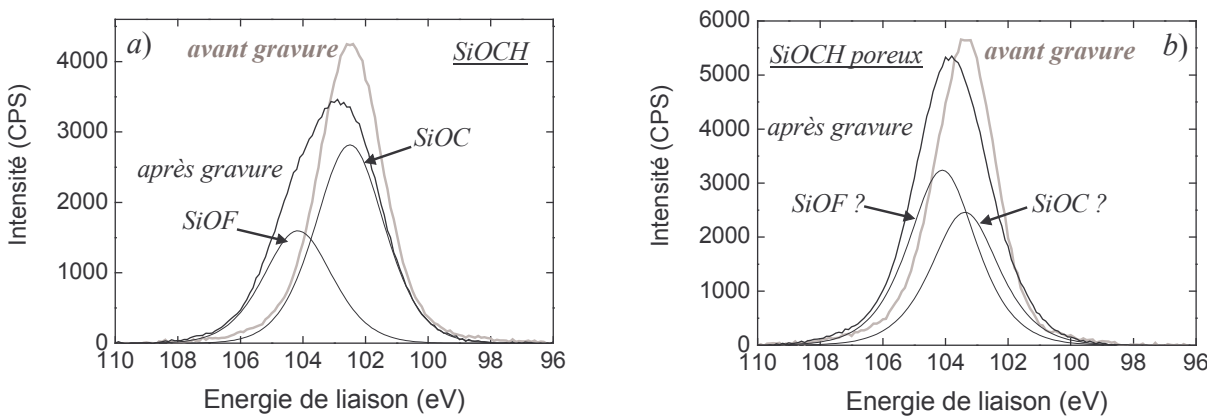 a)
avant gravure
SiOCH
SiOC
après gravure
SiOF
Intensité (CPS)
4000
3000
2000
1000
0
110 108 106 104 102 100 98 96
Energie de liaison (eV)
b)
SiOCH poreux
avant gravure
après gravure
SiOF ?
SiOC ?
Intensité (CPS)
6000
5000
4000
3000
2000
1000
0
110 108 106 104 102 100 98 96
Energie de liaison (eV)